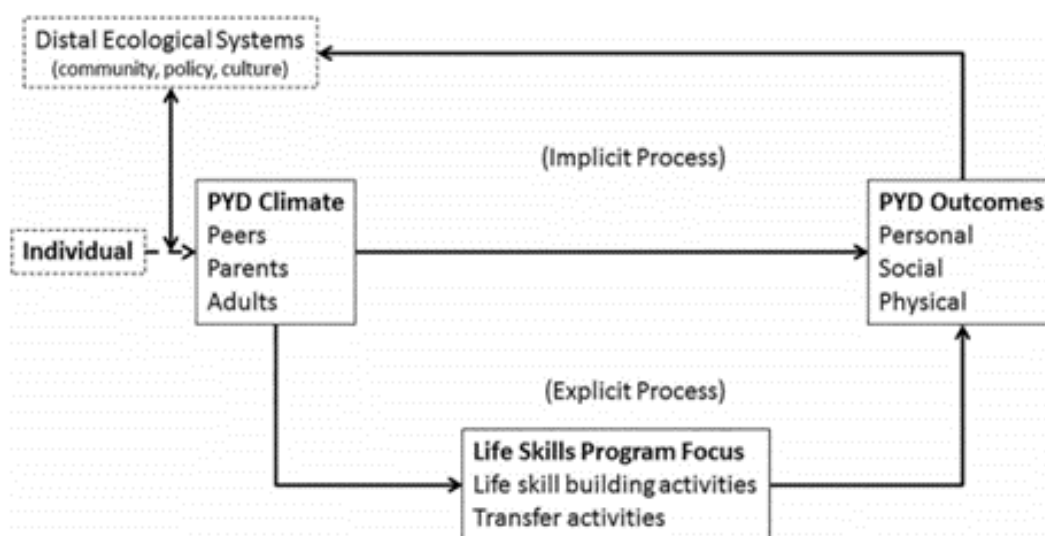 Distal Ecological Systems
(community, policy, culture)
(Implicit Process)
Individual
PYD Climate
Peers
Parents
Adults
PYD Outcomes
Personal
Social
Physical
(Explicit Process)
Life Skills Program Focus
Life skill building activities
Transfer activities